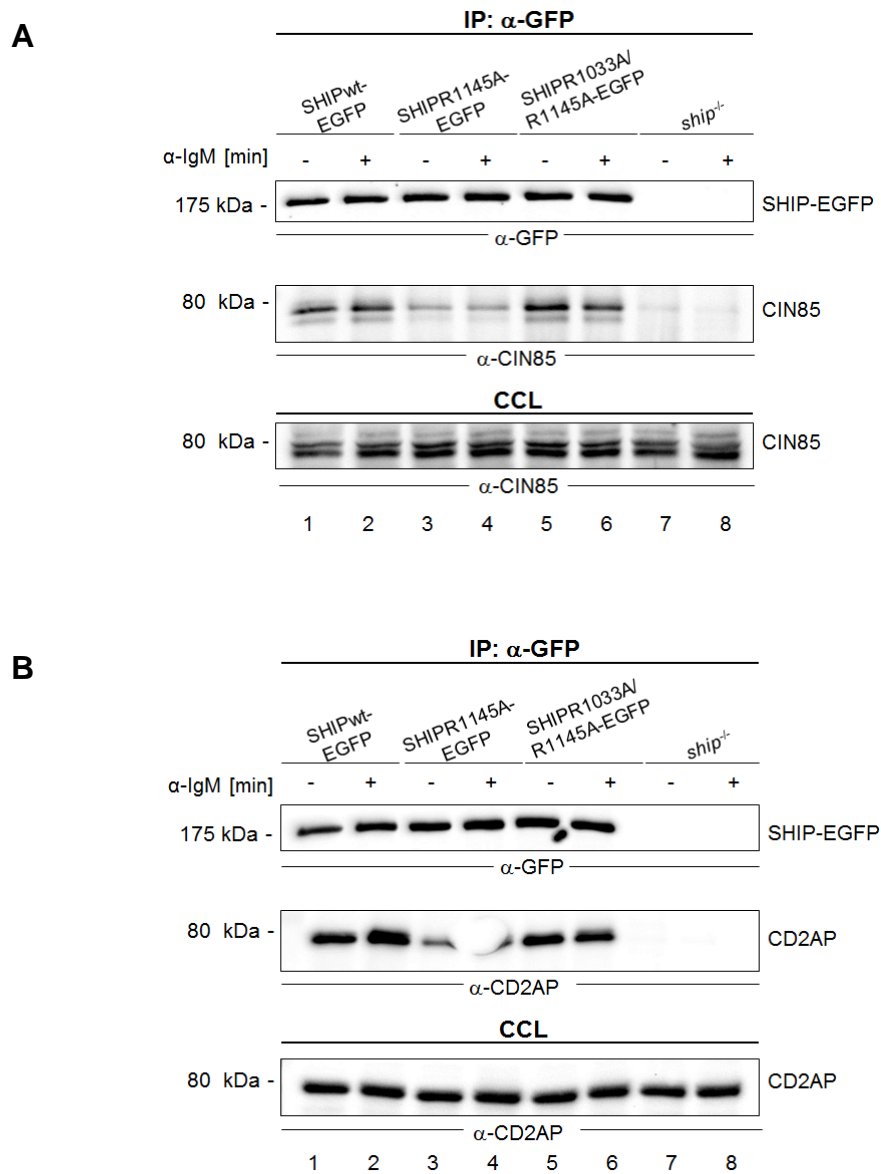 A
IP: α-GFP
SHIPwt-
EGFP
SHIPR1145A-
EGFP
SHIPR1033A/
R1145A-EGFP
ship-/-
α-IgM [min] - + - + - + - +
175 kDa - SHIP-EGFP
α-GFP
80 kDa - CIN85
α-CIN85
CCL
80 kDa - CIN85
α-CIN85
1 2 3 4 5 6 7 8
B
IP: α-GFP
SHIPwt-
EGFP
SHIPR1145A-
EGFP
SHIPR1033A/
R1145A-EGFP
ship-/-
α-IgM [min] - + - + - + - +
175 kDa - SHIP-EGFP
α-GFP
80 kDa - CD2AP
α-CD2AP
CCL
80 kDa - CD2AP
α-CD2AP
1 2 3 4 5 6 7 8